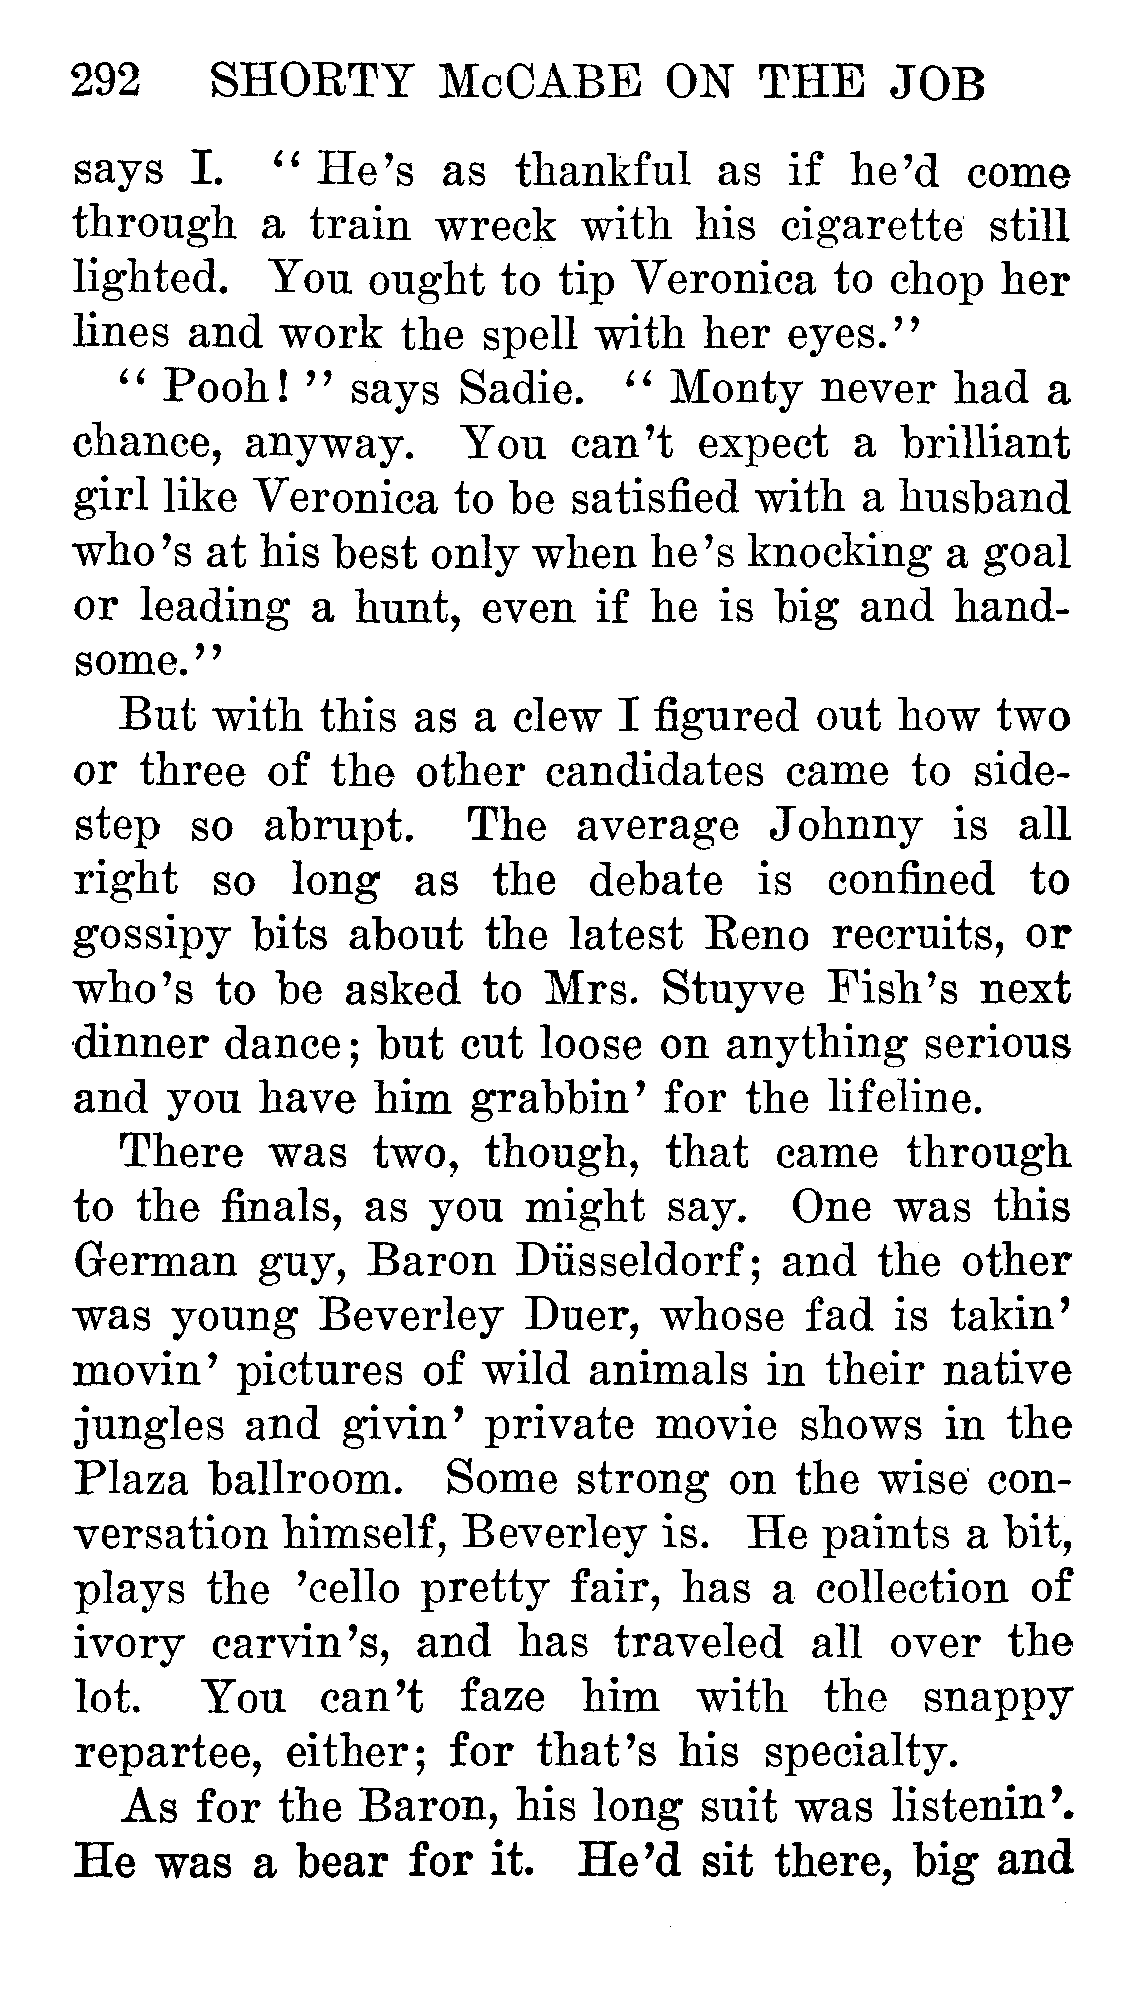 292 SHORTY McCABE ON THE JOB
says I. “ He’s as thankful as if he’d come
through a train wreck with his cigarette still
lighted. You ought to tip Veronica to chop her
lines and work the spell with her eyes.”
“ Pooh! ” says Sadie. “ Monty never had a
chance, anyway. You can’t expect a brilliant
girl like Veronica to be satisfied with a husband
who’s at his best only when he’s knocking a goal
or leading a hunt, even if he is big and hand-
some.”
But with this as a clew I figured out how two
or three of the other candidates came to side-
step so abrupt. The average Johnny is all
right so long as the debate is confined to
gossipy bits about the latest Reno recruits, or
who’s to be asked to Mrs. Stuyve Fish’s next
dinner dance; but cut loose on anything serious
and you have him grabbin’ for the lifeline.
There was two, though, that came through
to the finals, as you might say. One was this
German guy, Baron Düsseldorf; and the other
was young Beverley Duer, whose fad is takin’
movin’ pictures of wild animals in their native
jungles and givin’ private movie shows in the
Plaza ballroom. Some strong on the wise con-
versation himself, Beverley is. He paints a bit,
plays the ’cello pretty fair, has a collection of
ivory carvin’s, and has traveled all over the
lot. You can’t faze him with the snappy
repartee, either; for that’s his specialty.
As for the Baron, his long suit was listenin’.
He was a bear for it. He’d sit there, big and